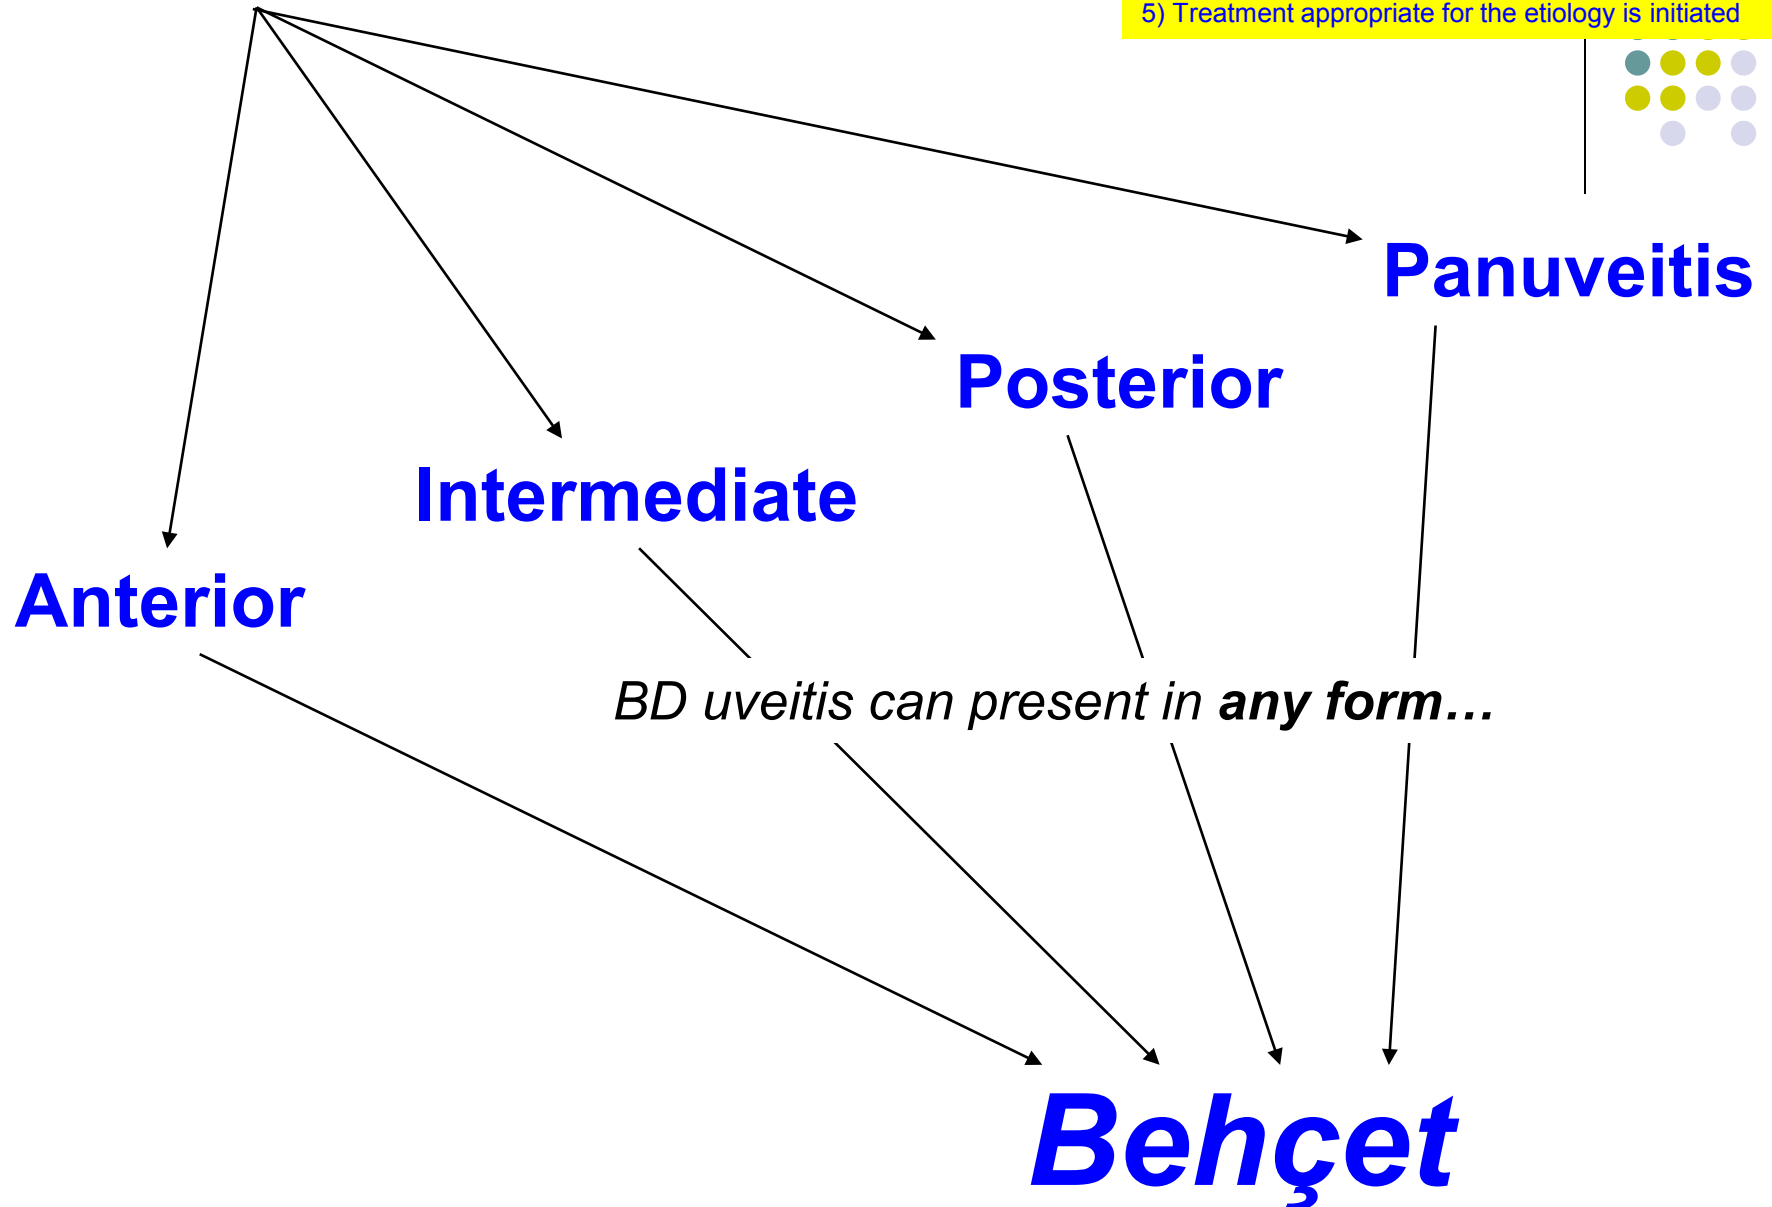 5) Treatment appropriate for the etiology is initiated
Panuveitis
Posterior
Intermediate
Anterior
BD uveitis can present in any form…
Behçet